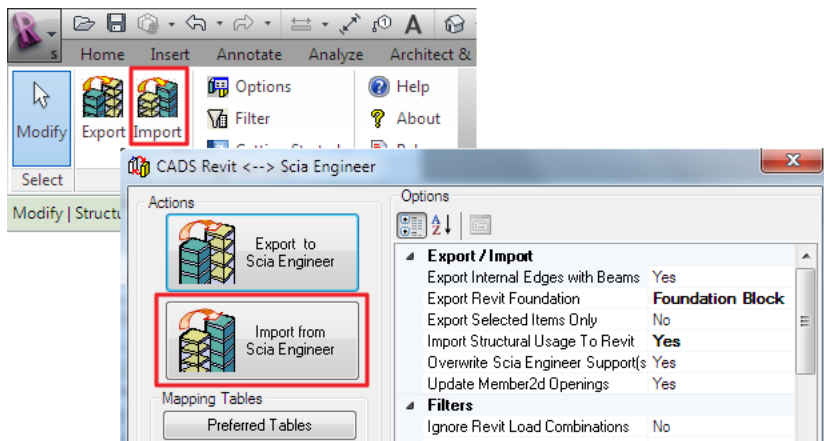 s Home Insert Annotate Analyze Architect &
Modify
Export
Import
Options
Filter
Help
About
Select
Modify | Structu
CADS Revit <--> Scia Engineer
x
Actions
Export to
Scia Engineer
Import from
Scia Engineer
Mapping Tables
Preferred Tables
Options
Export / Import
Export Internal Edges with Beams Yes
Export Revit Foundation Foundation Block
Export Selected Items Only No
Import Structural Usage To Revit Yes
Overwrite Scia Engineer Support(s Yes
Update Member2d Openings Yes
Filters
Ignore Revit Load Combinations No